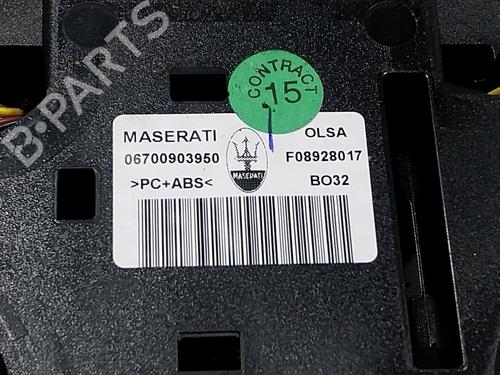 B-PARTS
CONTRACT
15
MASERATI OLSA
06700903950 F08928017
MASERATI
>PC+ABS< BO32